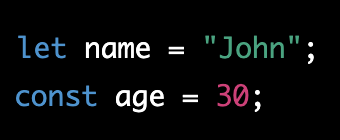 let name = "John";
const age = 30;